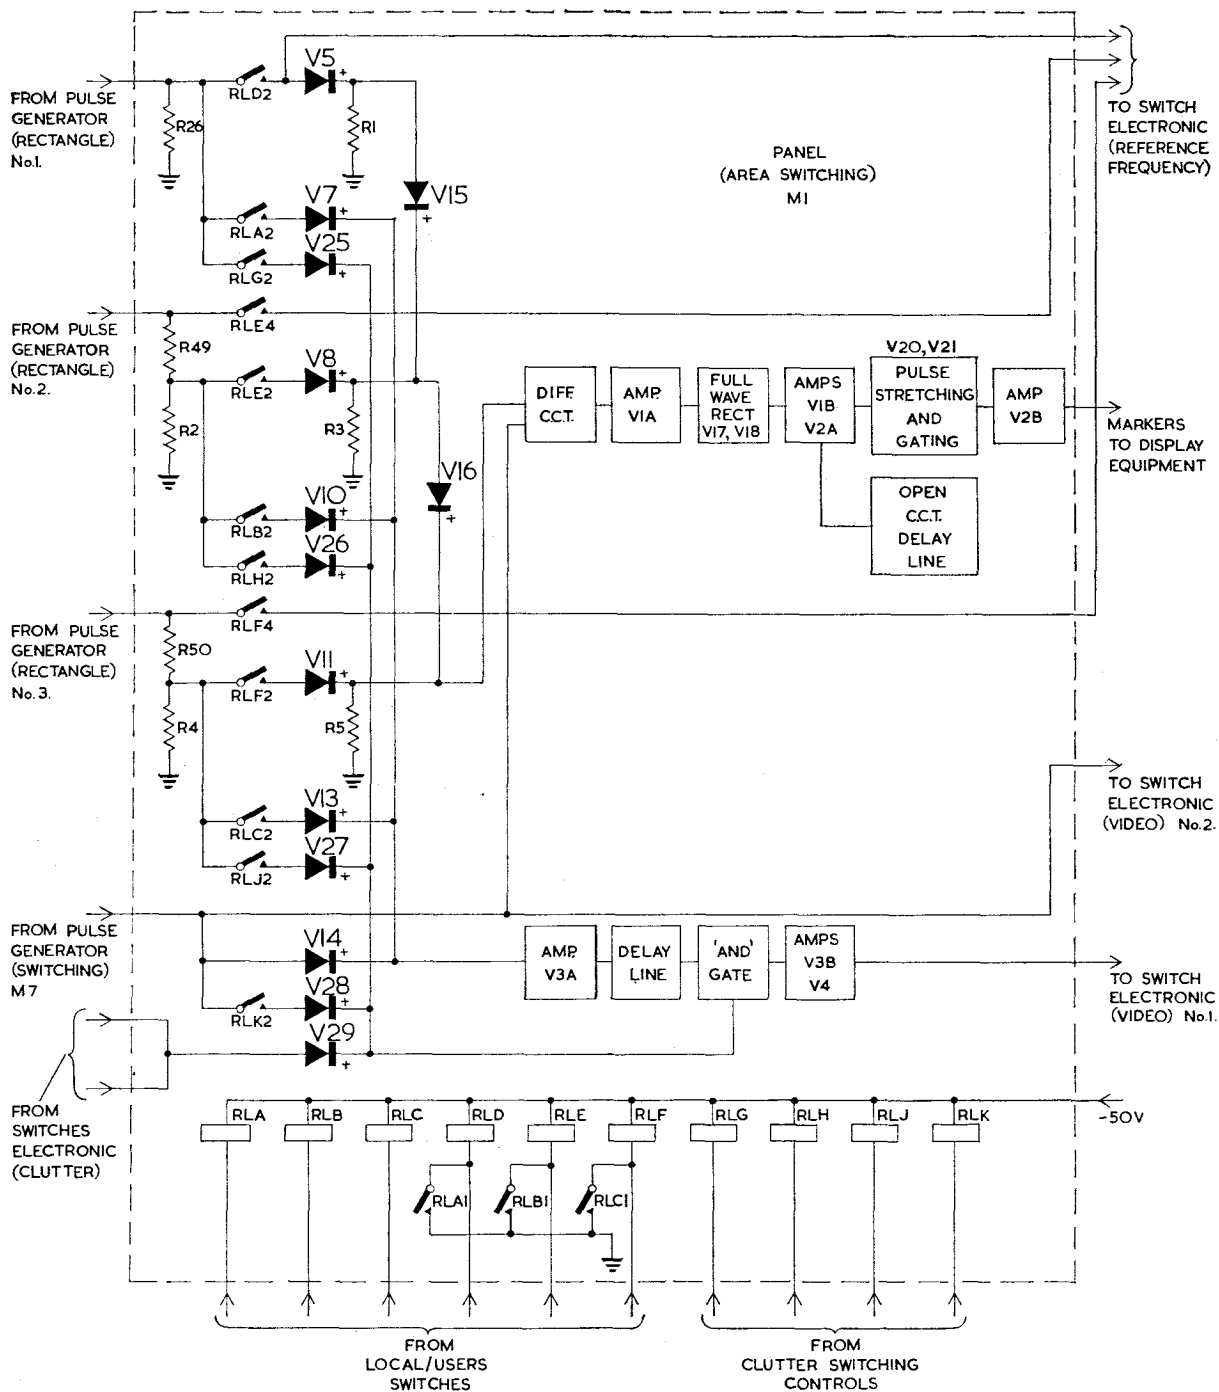 FROM PULSE
GENERATOR
(RECTANGLE)
No.1.
R26
RLD2
V5
+
R1
V15
+
PANEL
(AREA SWITCHING)
M1
TO SWITCH
ELECTRONIC
(REFERENCE
FREQUENCY)
V7
+
RLA2
V25
+
RLG2
FROM PULSE
GENERATOR
(RECTANGLE)
No.2.
RLE4
R49
V8
+
RLE2
R2
R3
V16
+
V10
+
RLB2
V26
+
RLH2
DIFF.
C.C.T.
AMP.
V1A
FULL
WAVE
RECT
V17, V18
AMPS
V1B
V2A
V20, V21
PULSE
STRETCHING
AND
GATING
AMP
V2B
MARKERS
TO DISPLAY
EQUIPMENT
OPEN
C.C.T.
DELAY
LINE
FROM PULSE
GENERATOR
(RECTANGLE)
No.3.
RLF4
R50
V11
+
RLF2
R4
R5
V13
+
RLC2
V27
+
RLJ2
TO SWITCH
ELECTRONIC
(VIDEO) No.2.
FROM PULSE
GENERATOR
(SWITCHING)
M7
V14
+
V28
+
RLK2
V29
+
AMP.
V3A
DELAY
LINE
'AND'
GATE
AMPS
V3B
V4
TO SWITCH
ELECTRONIC
(VIDEO) No.1.
FROM
SWITCHES
ELECTRONIC
(CLUTTER)
RLA
RLB
RLC
RLD
RLE
RLF
RLG
RLH
RLJ
RLK
-50V
RLA1
RLB1
RLC1
FROM
LOCAL/USERS
SWITCHES
FROM
CLUTTER SWITCHING
CONTROLS